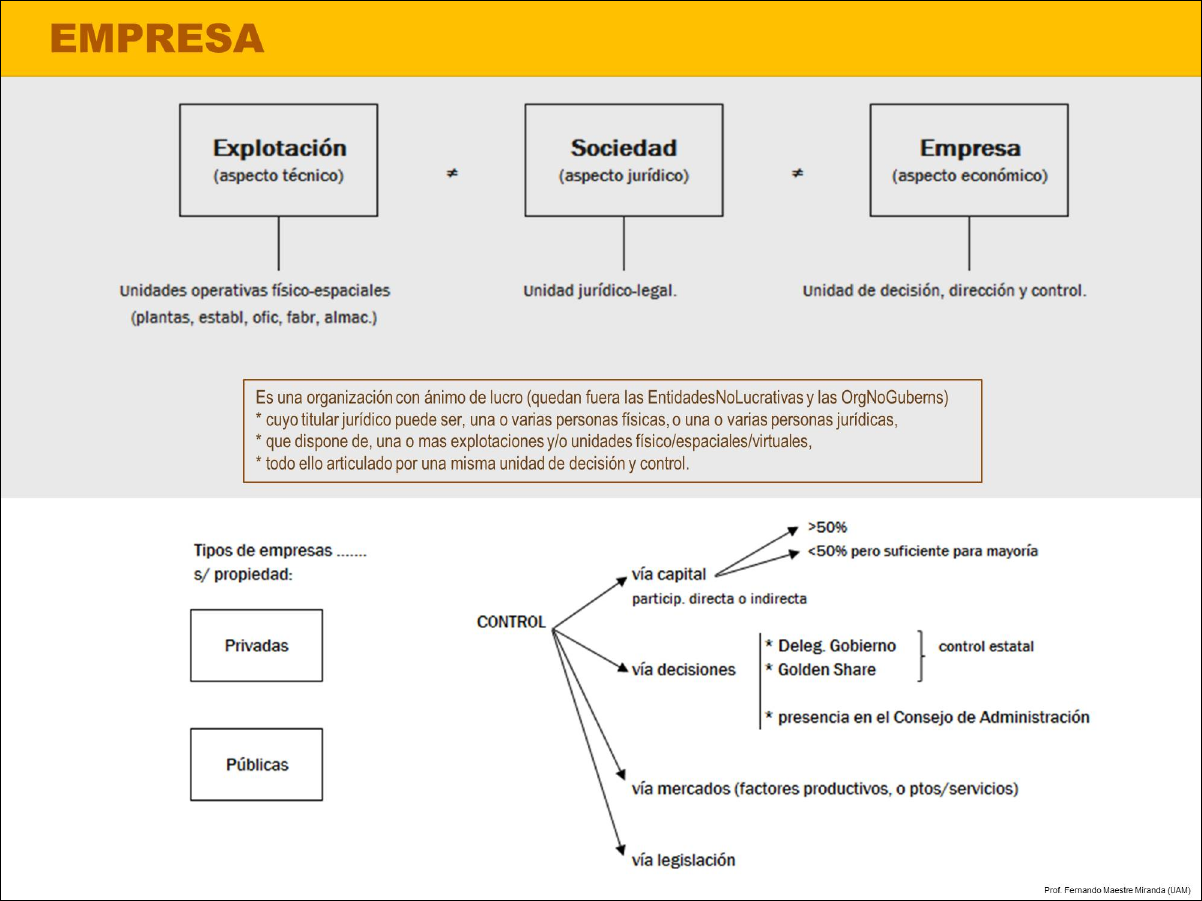 EMPRESA
Explotación
(aspecto técnico)
≠
Sociedad
(aspecto jurídico)
≠
Empresa
(aspecto económico)
Unidades operativas físico-espaciales
(plantas, establ, ofic, fabr, almac.)
Unidad jurídico-legal.
Unidad de decisión, dirección y control.
Es una organización con ánimo de lucro (quedan fuera las EntidadesNoLucrativas y las OrgNoGuberns)
* cuyo titular jurídico puede ser, una o varias personas físicas, o una o varias personas jurídicas,
* que dispone de, una o mas explotaciones y/o unidades físico/espaciales/virtuales,
* todo ello articulado por una misma unidad de decisión y control.
Tipos de empresas .......
s/ propiedad:
Privadas
Públicas
CONTROL
vía capital
particip. directa o indirecta
>50%
<50% pero suficiente para mayoría
vía decisiones
* Deleg. Gobierno
* Golden Share
control estatal
* presencia en el Consejo de Administración
vía mercados (factores productivos, o ptos/servicios)
vía legislación
Prof. Fernando Maestre Miranda (UAM)